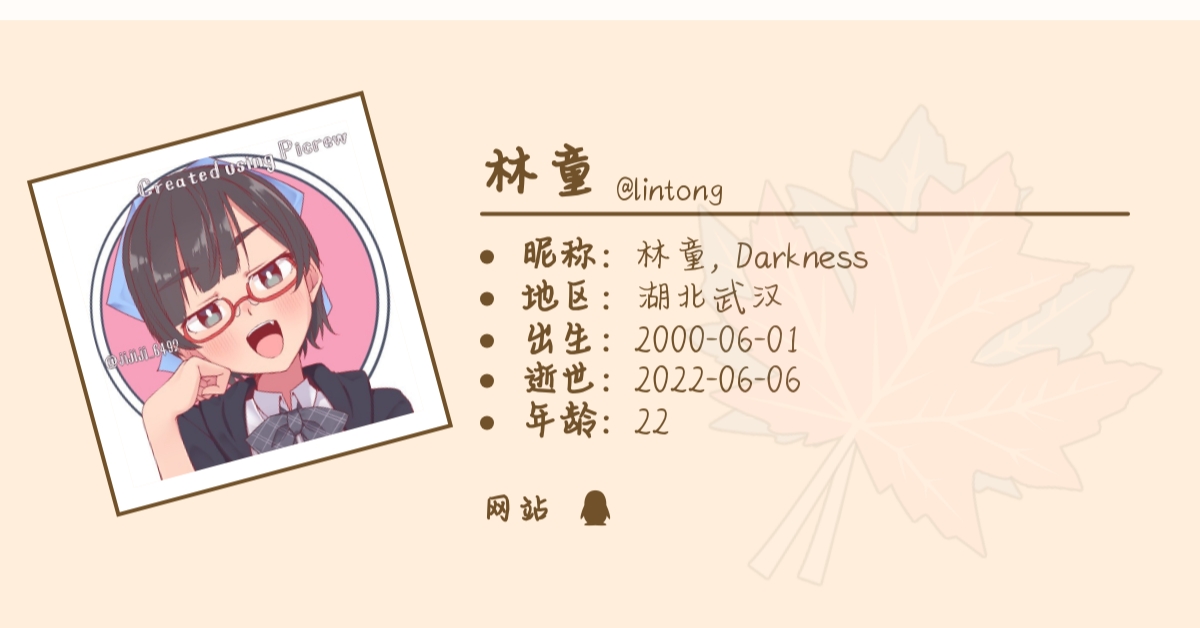 Created using Picrew
@JiJiJi_6499
林童 @lintong
昵称：林童, Darkness
地区：湖北武汉
出生：2000-06-01
逝世：2022-06-06
年龄：22
网站